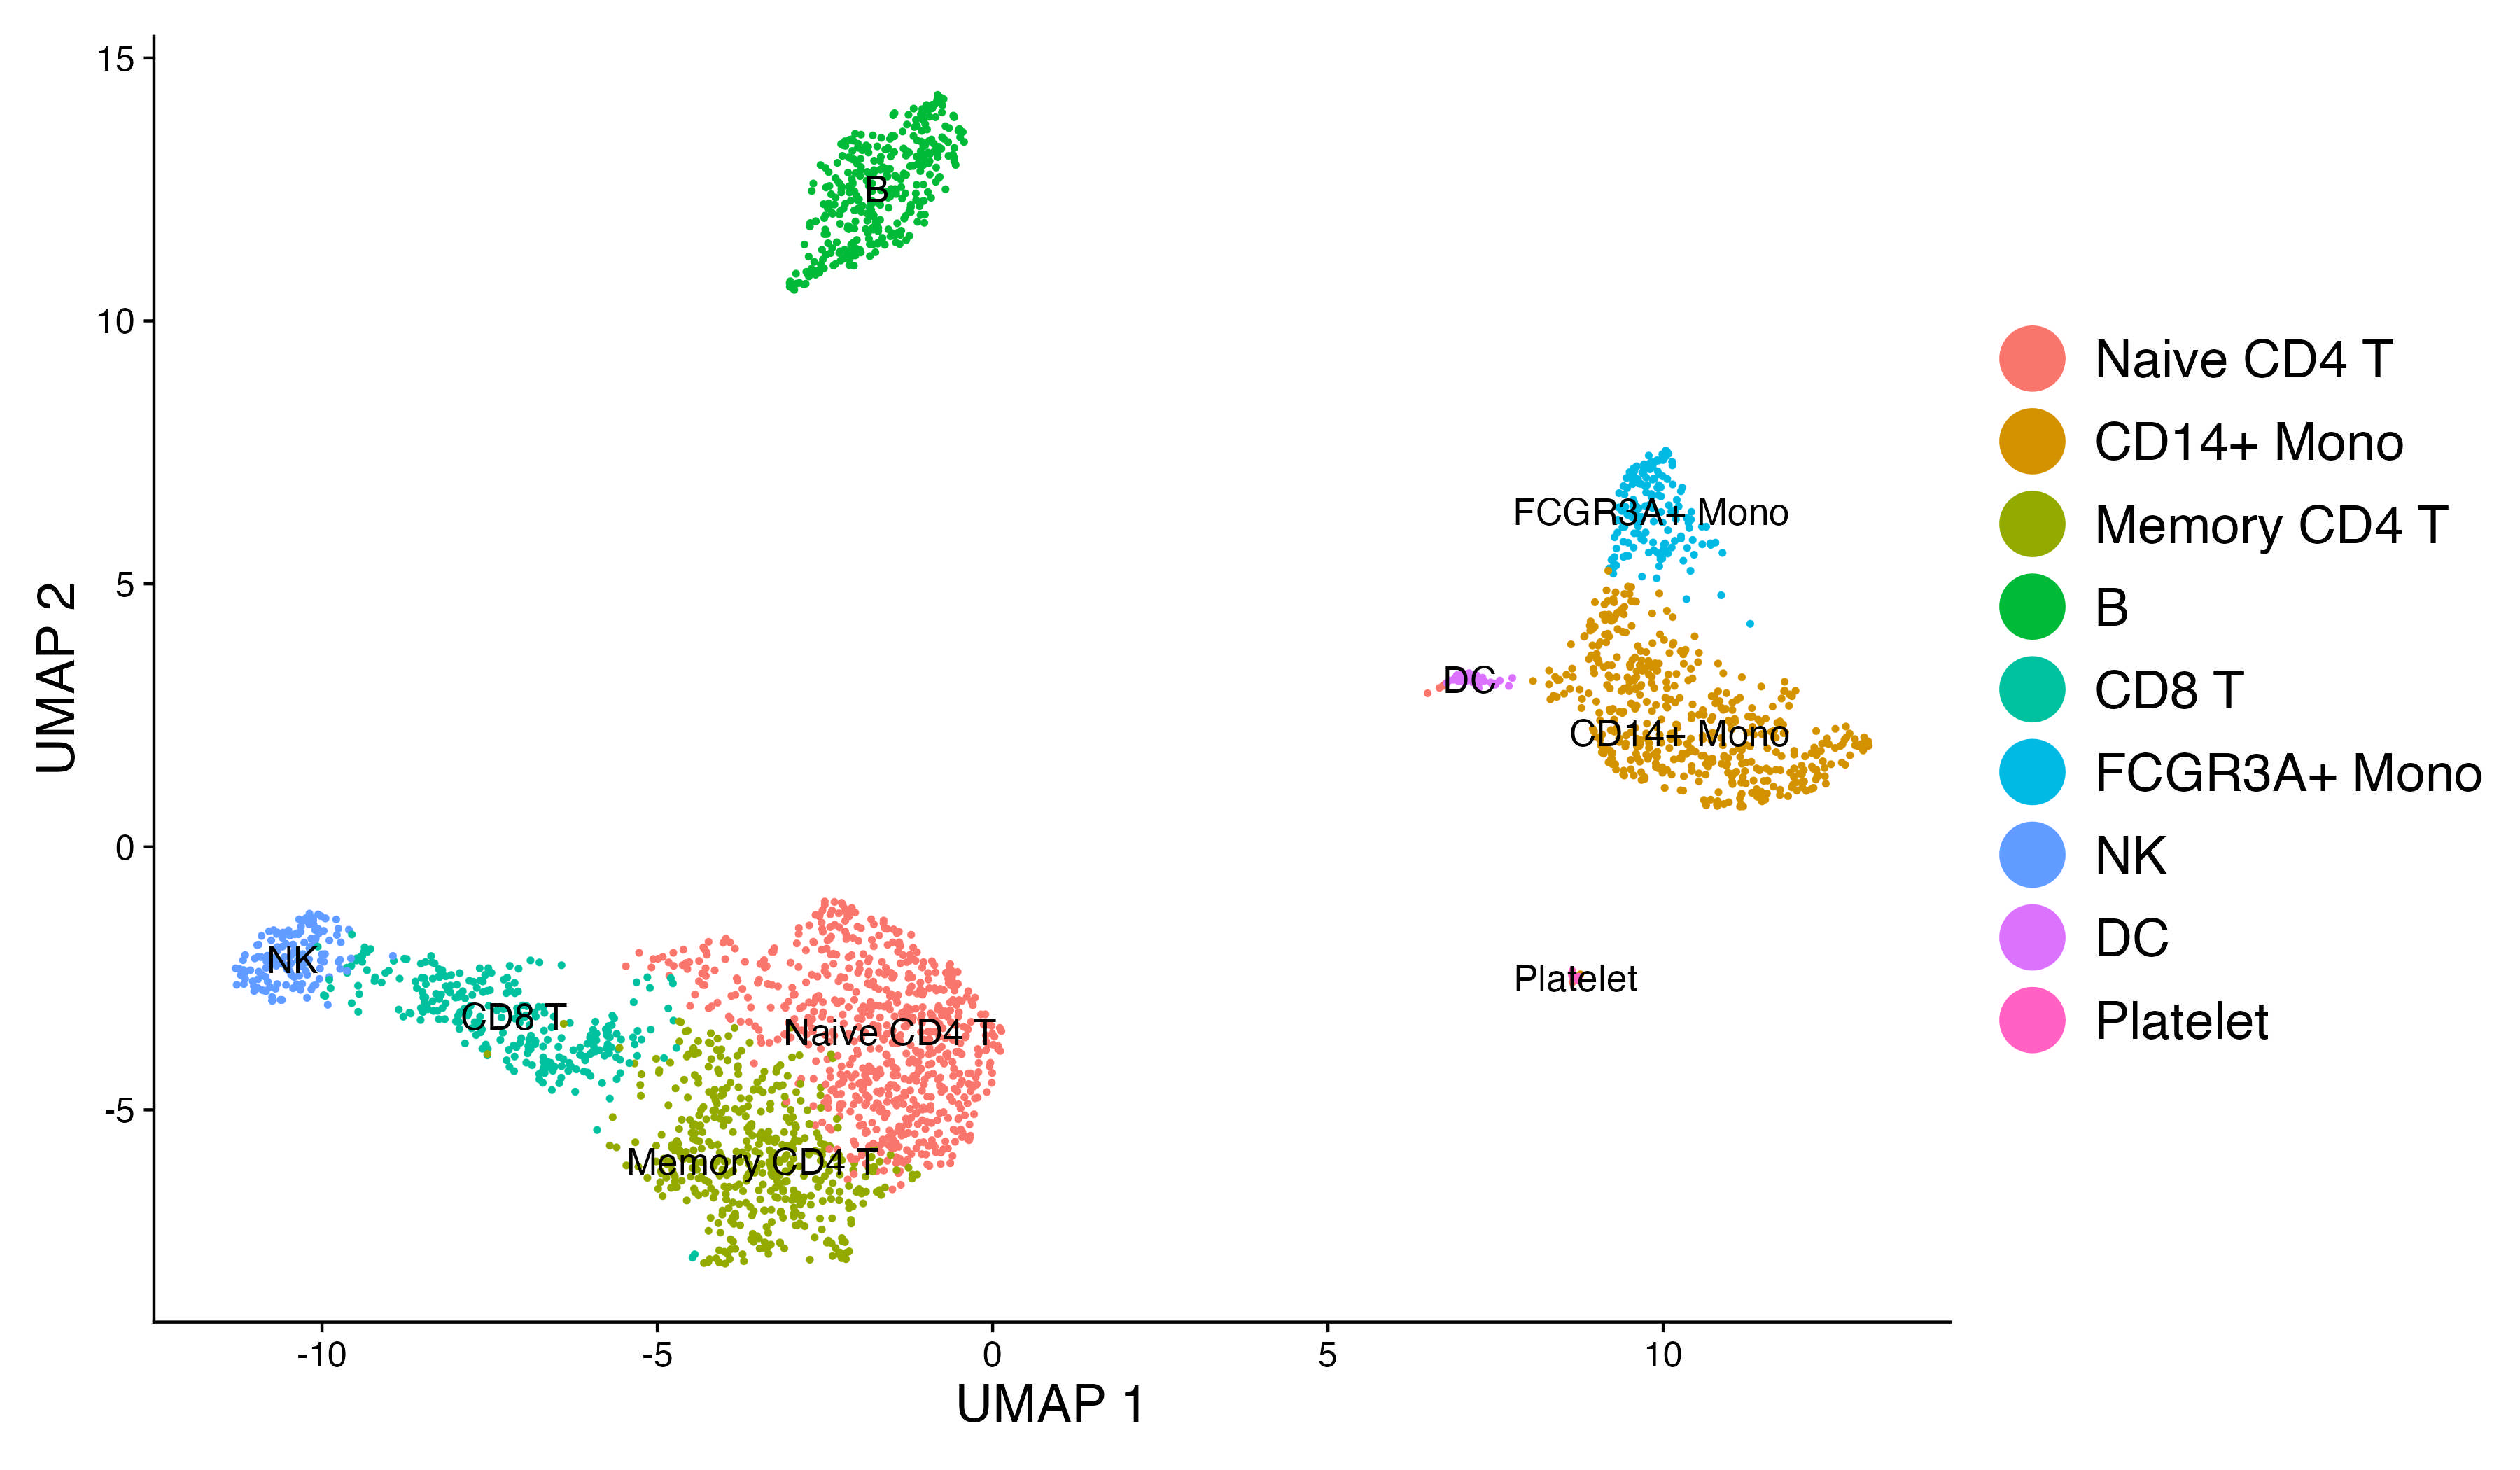 15
10
5
0
-5
UMAP 2
B
FCGR3A+ Mono
DC
CD14+ Mono
NK
Platelet
CD8 T
Naive CD4 T
Memory CD4 T
-10
-5
0
5
10
UMAP 1
Naive CD4 T
CD14+ Mono
Memory CD4 T
B
CD8 T
FCGR3A+ Mono
NK
DC
Platelet